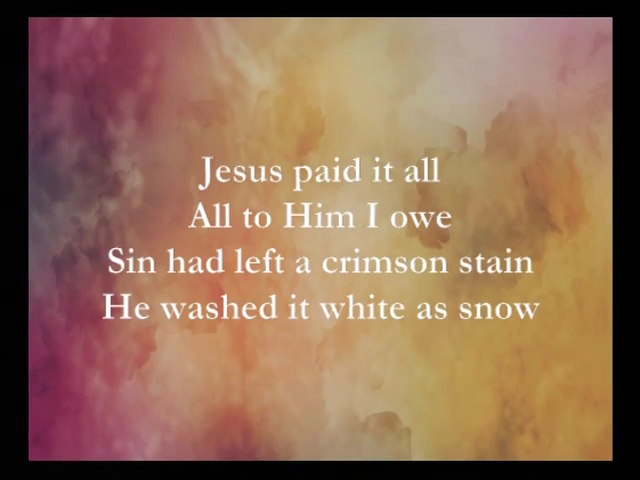 Jesus paid it all
All to Him I owe
Sin had left a crimson stain
He washed it white as snow